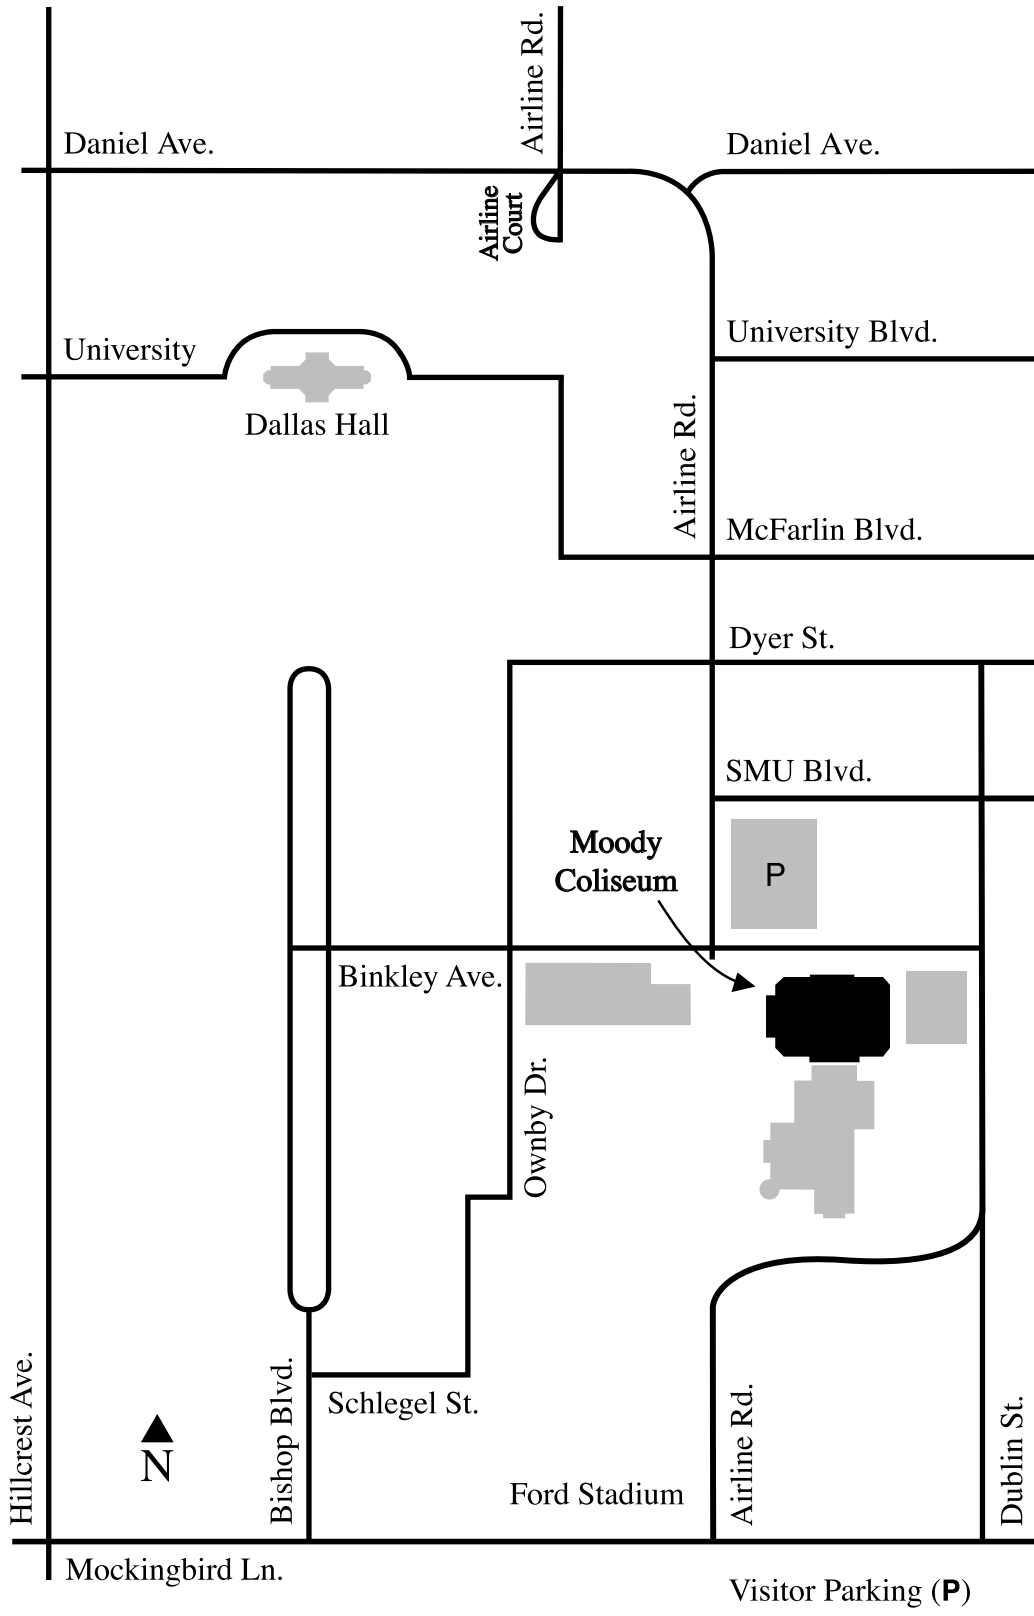 Airline Rd.
Daniel Ave.
Daniel Ave.
Airline
Court
University
University Blvd.
Dallas Hall
Airline Rd.
McFarlin Blvd.
Dyer St.
SMU Blvd.
Moody
Coliseum
P
Binkley Ave.
Ownby Dr.
Hillcrest Ave.
N
Bishop Blvd.
Schlegel St.
Ford Stadium
Airline Rd.
Dublin St.
Mockingbird Ln.
Visitor Parking (P)